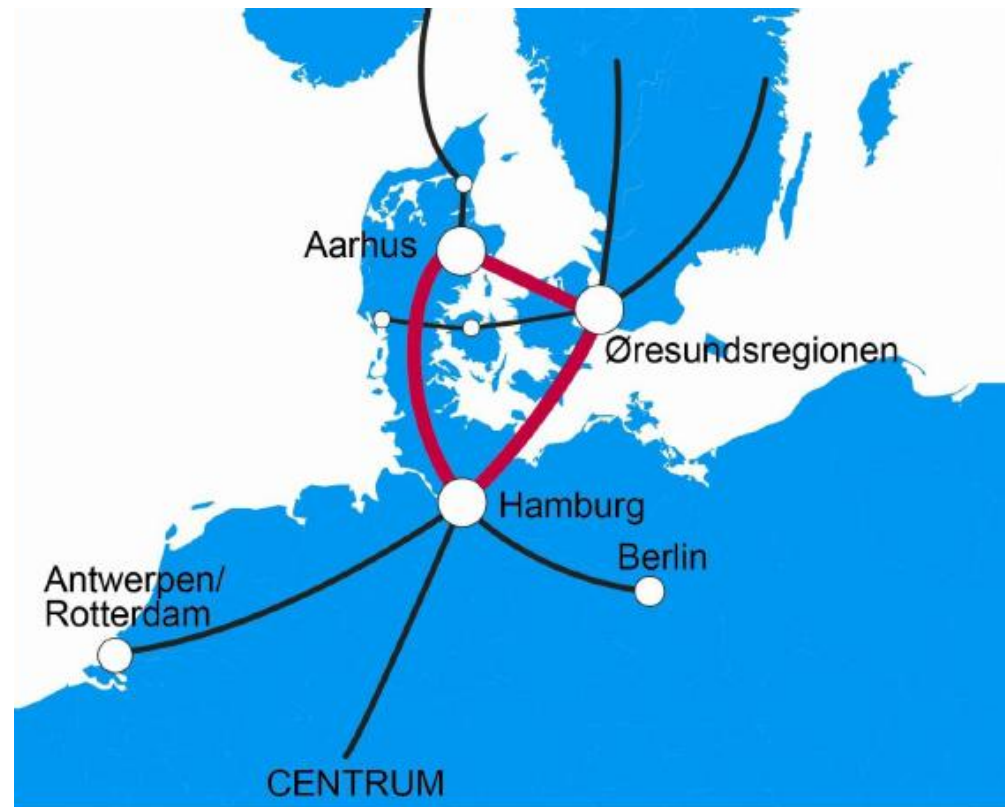 Aarhus
Øresundsregionen
Hamburg
Berlin
Antwerpen/
Rotterdam
CENTRUM